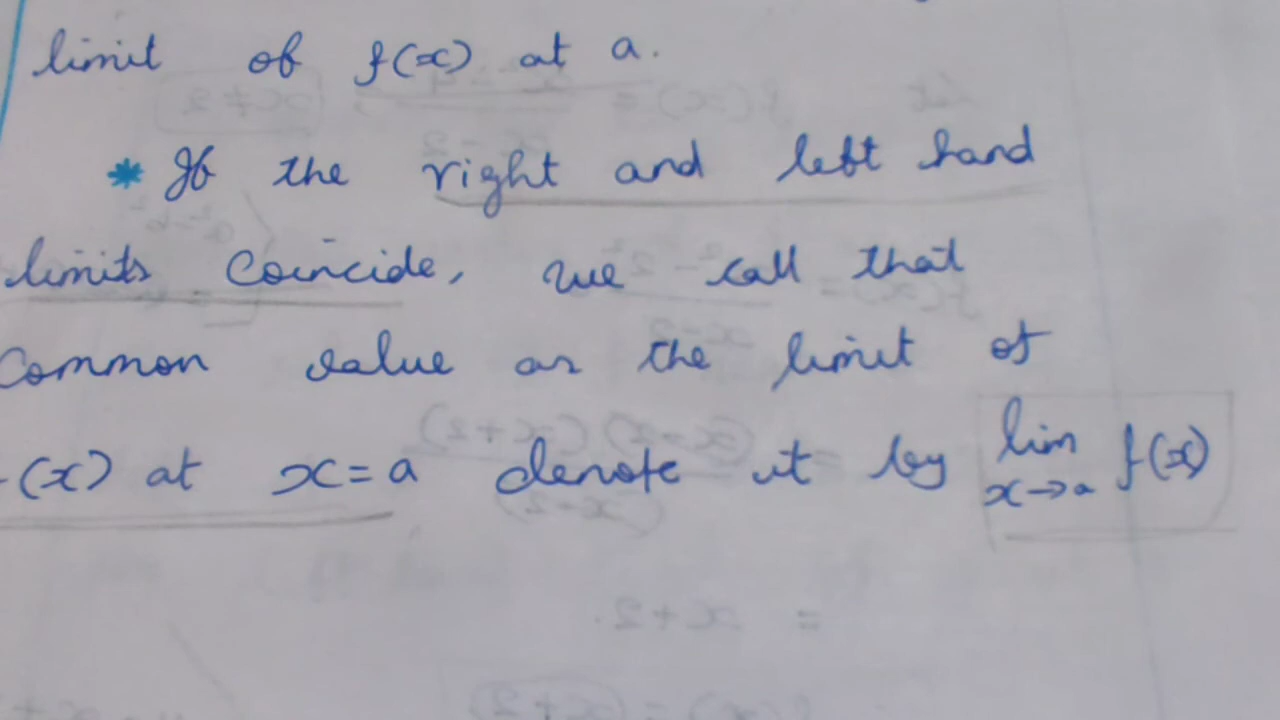 limit of f(x) at a.
* If the right and left hand
limits coincide, we call that
Common value as the limit of
f(x) at x=a denote it by lim x→a f(x)